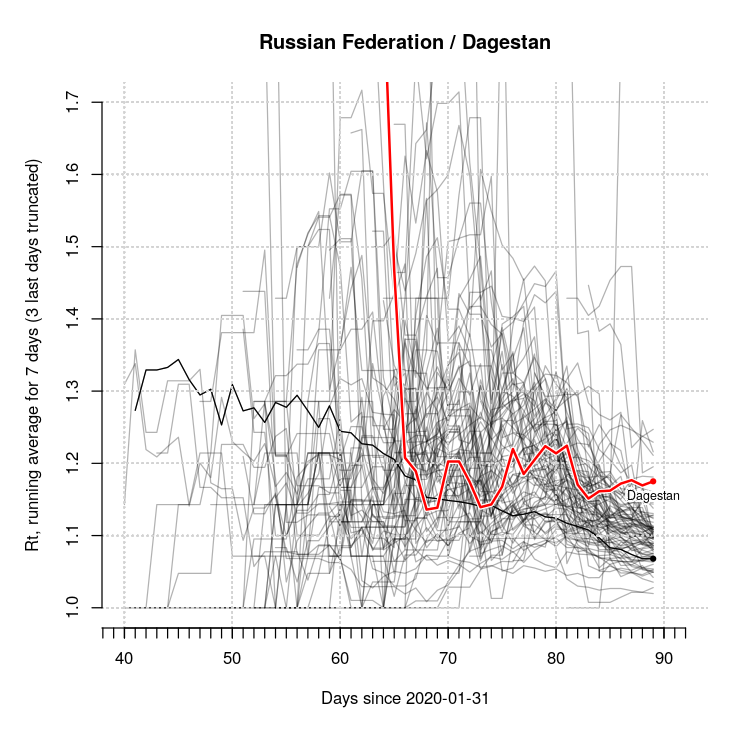 Russian Federation / Dagestan
Rt, running average for 7 days (3 last days truncated)
1.7
1.6
1.5
1.4
1.3
1.2
1.1
1.0
Dagestan
40 50 60 70 80 90
Days since 2020-01-31